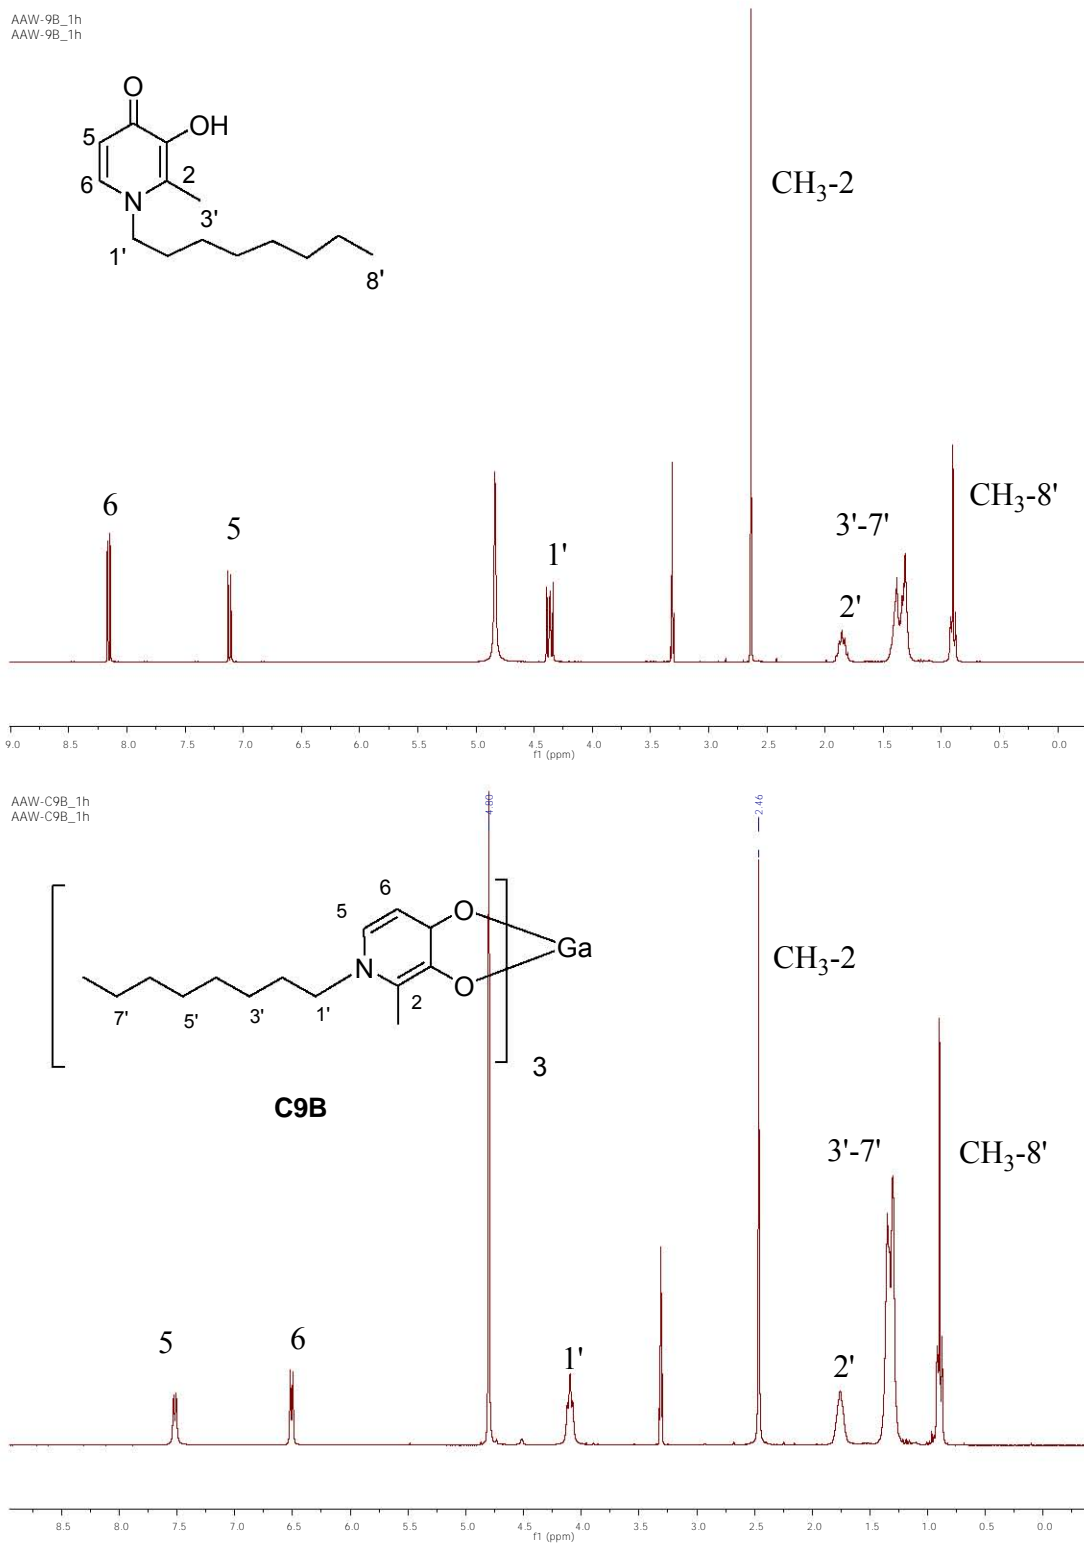 AAW-9B_1h
AAW-9B_1h
O
OH
5
6
2
N
3'
1'
8'
CH3-2
6
5
1'
2'
3'-7'
CH3-8'
9.0 8.5 8.0 7.5 7.0 6.5 6.0 5.5 5.0 4.5 4.0 3.5 3.0 2.5 2.0 1.5 1.0 0.5 0.0
f1 (ppm)
AAW-C9B_1h
AAW-C9B_1h
4.80
2.46
6
5
O
Ga
N
O
2
7' 5' 3' 1'
3
C9B
CH3-2
3'-7'
CH3-8'
5
6
1'
2'
8.5 8.0 7.5 7.0 6.5 6.0 5.5 5.0 4.5 4.0 3.5 3.0 2.5 2.0 1.5 1.0 0.5 0.0
f1 (ppm)